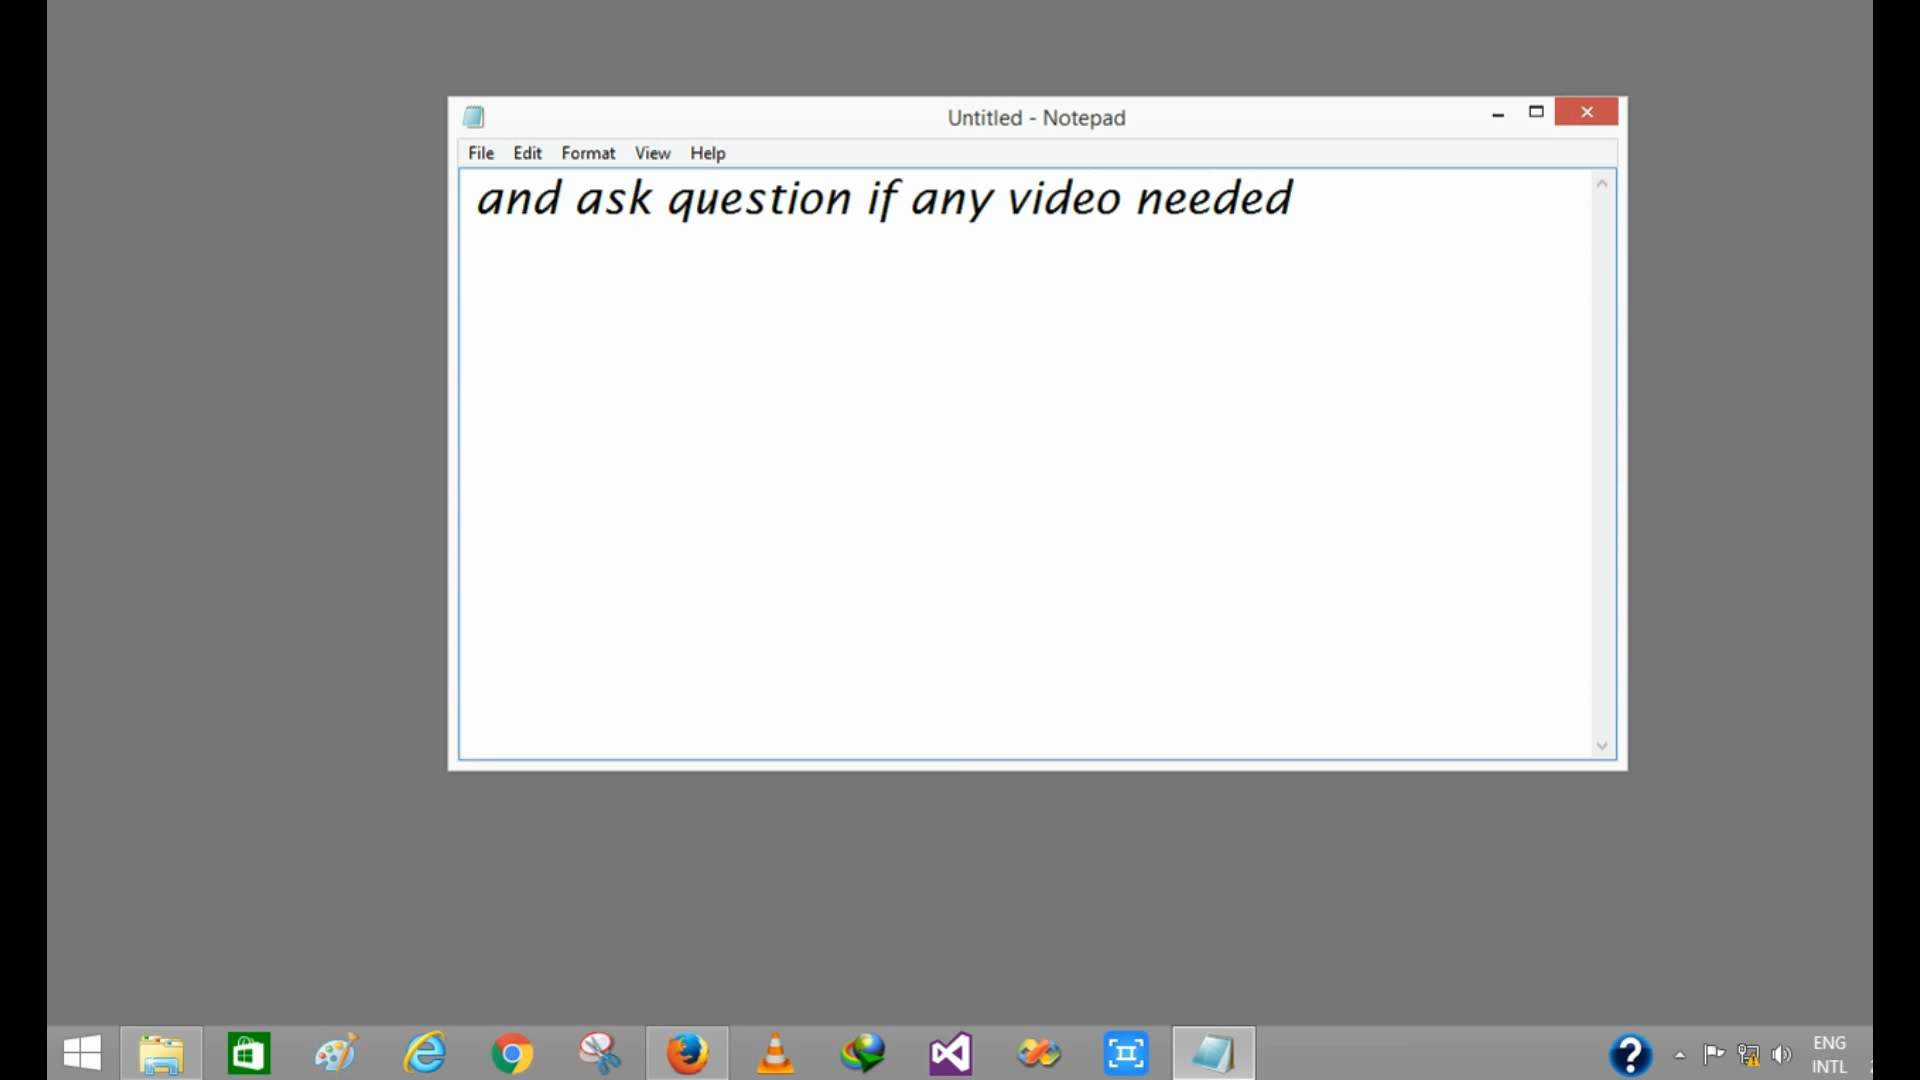 Untitled - Notepad
File Edit Format View Help
and ask question if any video needed
ENG
INTL